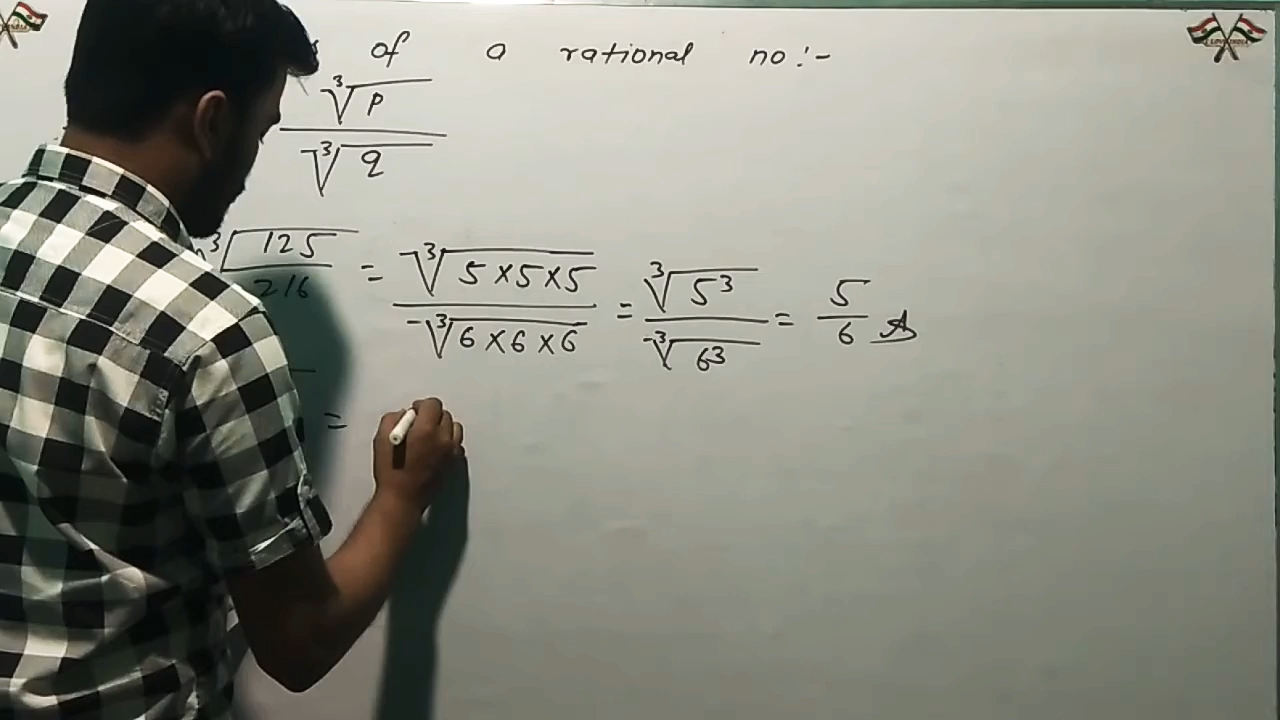 of a rational no:-
∛p / ∛q
∛125/216 = ∛5×5×5 / ∛6×6×6 = ∛5³ / ∛6³ = 5/6 A
=